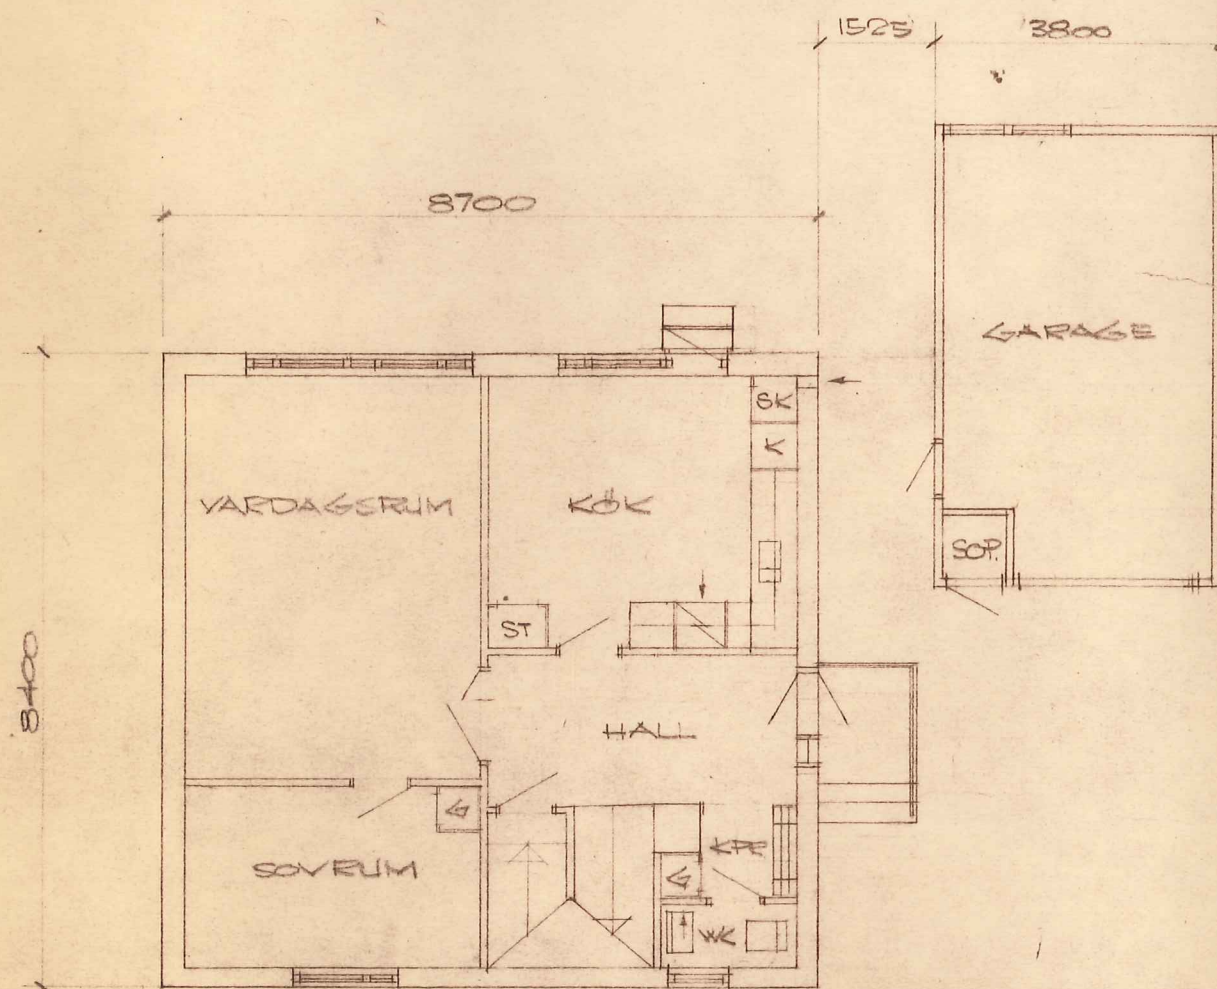 1525
3800
8700
GARAGE
SK
K
VARDAGSRUM
KÖK
SOP.
ST
8400
HALL
G
KPR
SOVRUM
G
WC